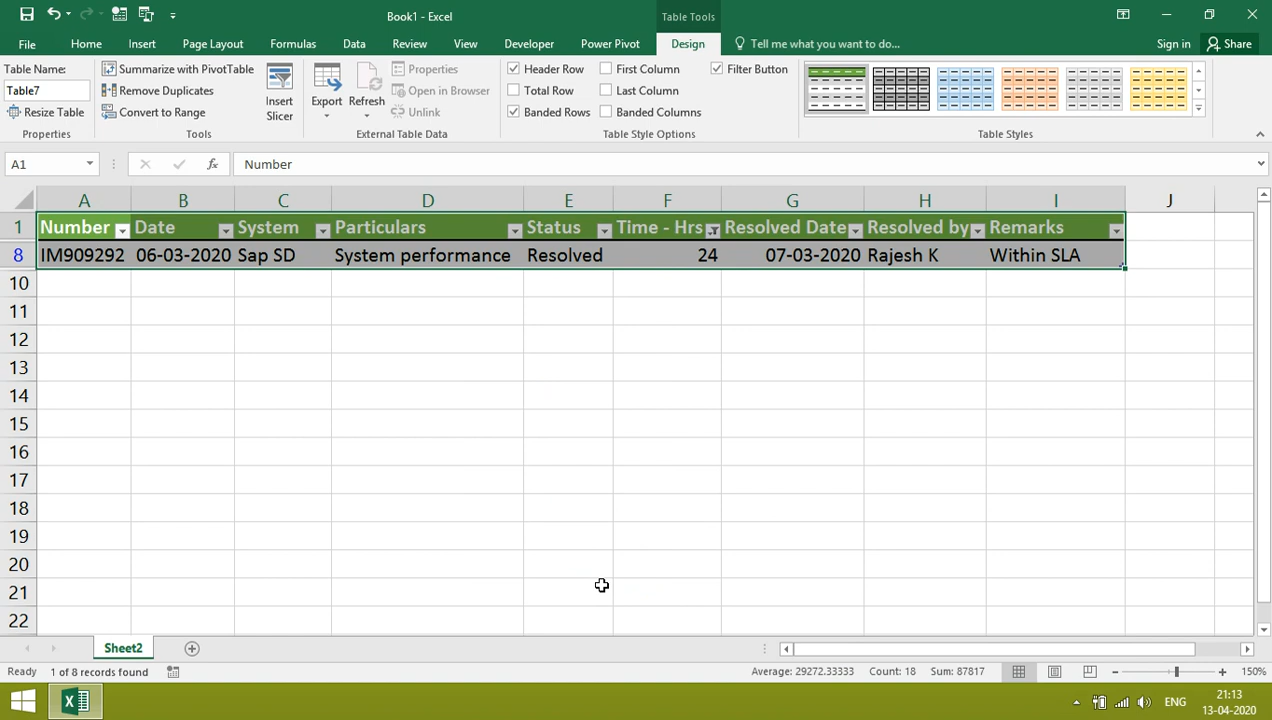 Book1 - Excel
Table Tools
File Home Insert Page Layout Formulas Data Review View Developer Power Pivot Design Tell me what you want to do... Sign in Share
Table Name:
Table7
Resize Table
Properties
Summarize with PivotTable
Remove Duplicates
Convert to Range
Tools
Insert
Slicer
Export
Refresh
Properties
Open in Browser
Unlink
External Table Data
Header Row
Total Row
Banded Rows
First Column
Last Column
Banded Columns
Filter Button
Table Style Options
Table Styles
A1
fx
Number
A B C D E F G H I J
1 Number Date System Particulars Status Time - Hrs Resolved Date Resolved by Remarks
8 IM909292 06-03-2020 Sap SD System performance Resolved 24 07-03-2020 Rajesh K Within SLA
10
11
12
13
14
15
16
17
18
19
20
21
22
Sheet2
Ready 1 of 8 records found Average: 29272.33333 Count: 18 Sum: 87817 150%
ENG
21:13
13-04-2020